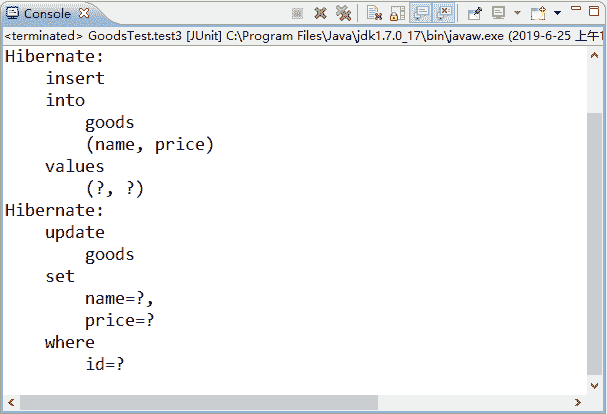 Console
<terminated> GoodsTest.test3 [JUnit] C:\Program Files\Java\jdk1.7.0_17\bin\javaw.exe (2019-6-25 上午1
Hibernate:
    insert
    into
        goods
        (name, price)
    values
        (?, ?)
Hibernate:
    update
        goods
    set
        name=?,
        price=?
    where
        id=?